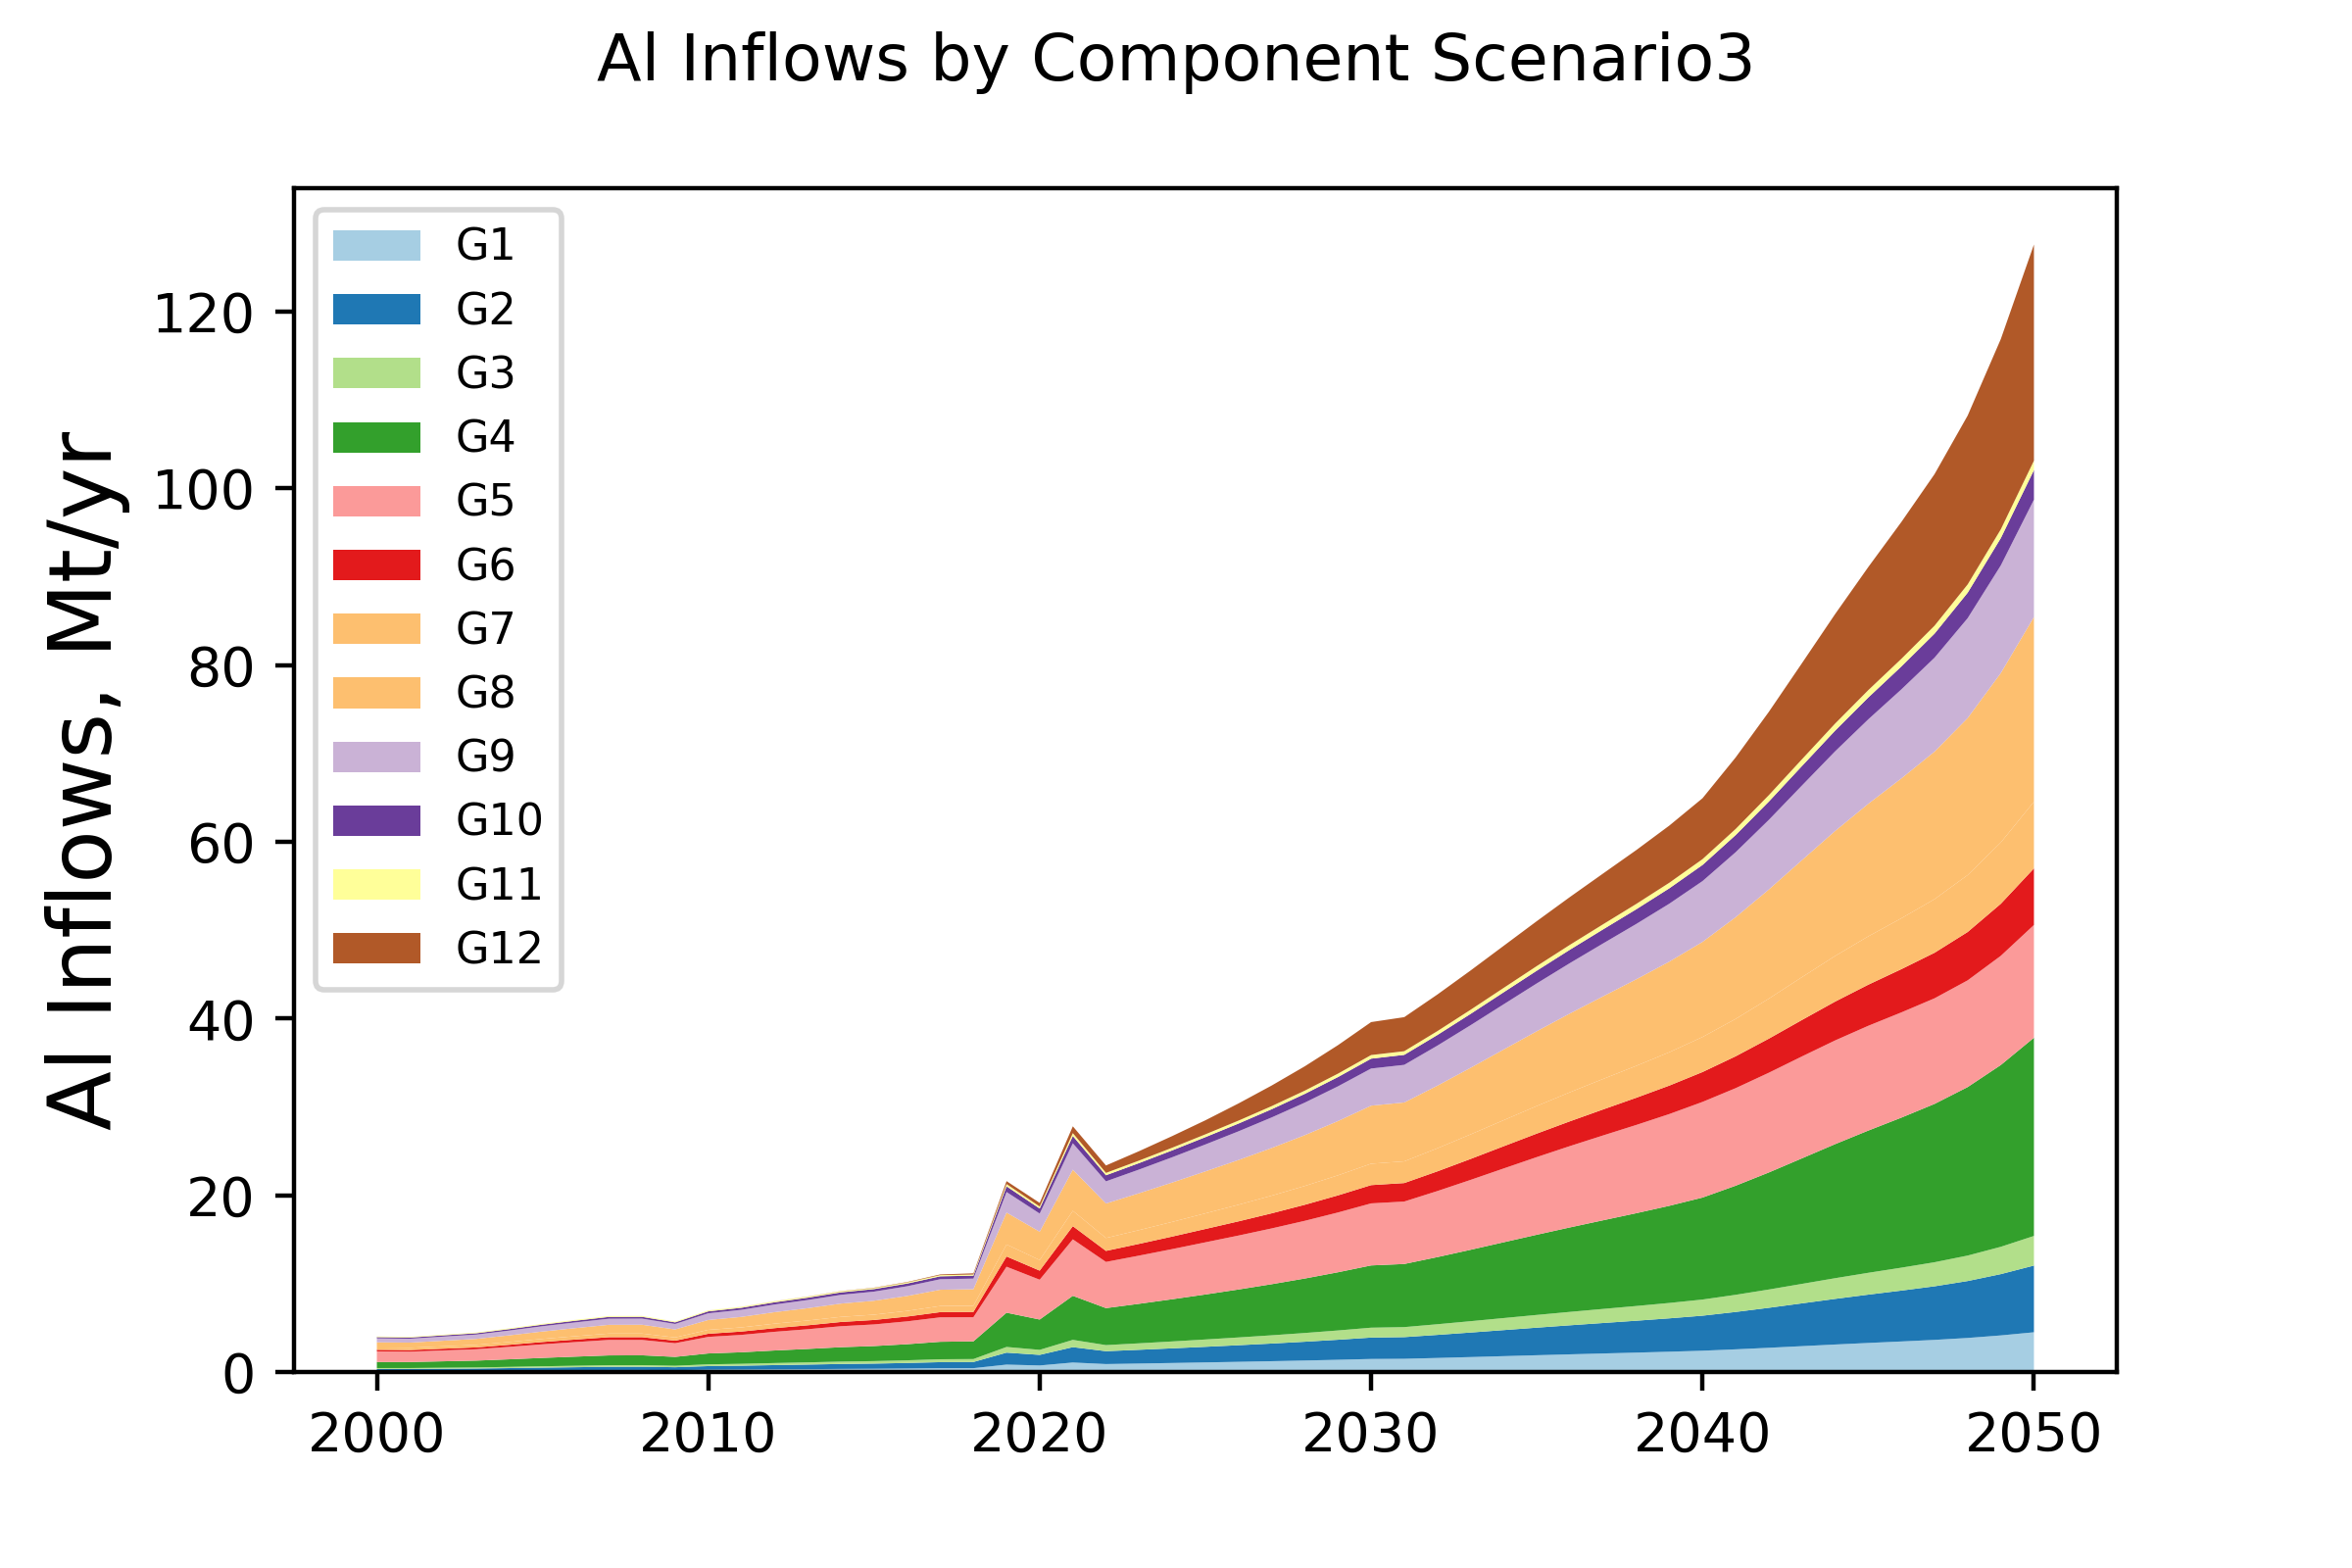 Al Inflows by Component Scenario3
Al Inflows, Mt/yr
120
100
80
60
40
20
0
G1
G2
G3
G4
G5
G6
G7
G8
G9
G10
G11
G12
2000 2010 2020 2030 2040 2050